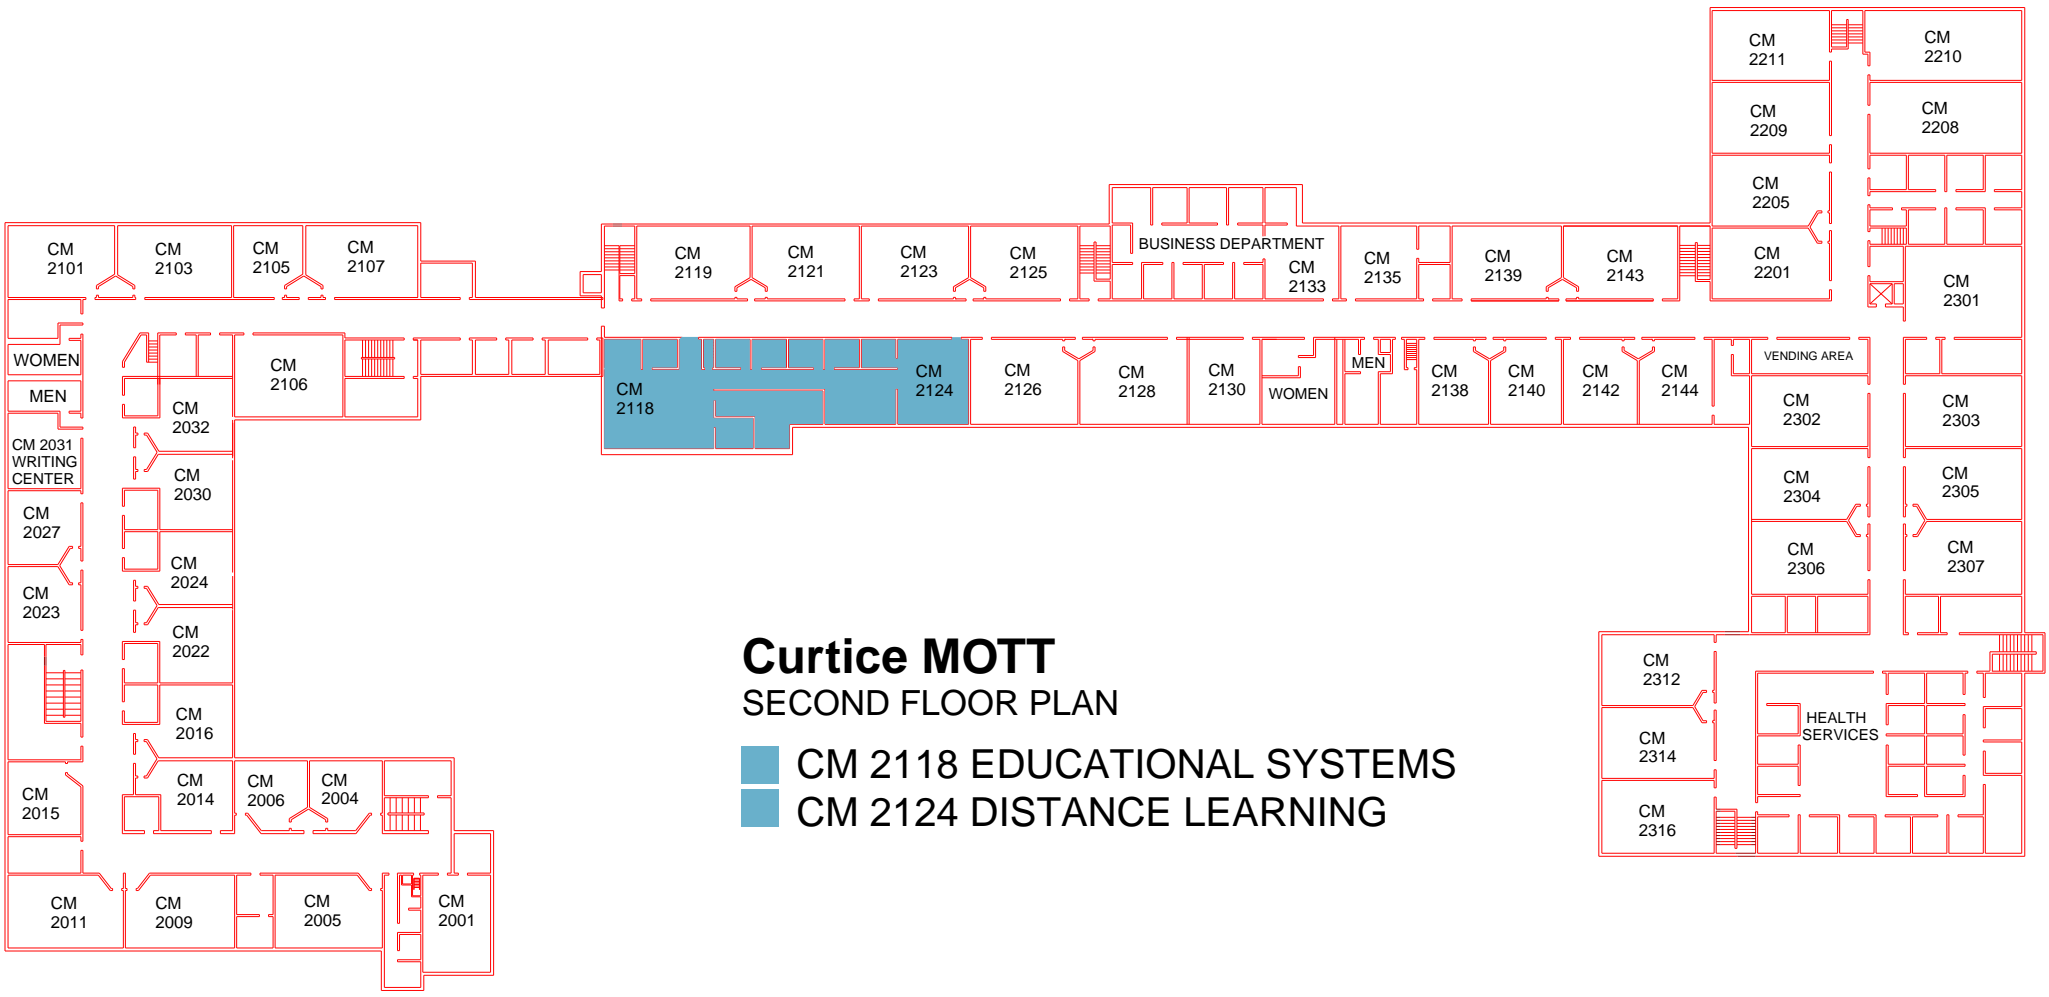 CM
2211
CM
2210
CM
2209
CM
2208
CM
2205
CM
2201
CM
2301
CM
2101
CM
2103
CM
2105
CM
2107
CM
2119
CM
2121
CM
2123
CM
2125
BUSINESS DEPARTMENT
CM
2133
CM
2135
CM
2139
CM
2143
WOMEN
MEN
CM
2106
CM
2118
CM
2124
CM
2126
CM
2128
CM
2130
WOMEN
MEN
CM
2138
CM
2140
CM
2142
CM
2144
VENDING AREA
CM
2302
CM
2303
CM
2032
CM 2031
WRITING
CENTER
CM
2030
CM
2304
CM
2305
CM
2027
CM
2024
CM
2306
CM
2307
CM
2023
CM
2022
CM
2312
CM
2016
CM
2314
HEALTH
SERVICES
CM
2015
CM
2014
CM
2006
CM
2004
CM
2316
CM
2011
CM
2009
CM
2005
CM
2001
Curtice MOTT
SECOND FLOOR PLAN
CM 2118 EDUCATIONAL SYSTEMS
CM 2124 DISTANCE LEARNING